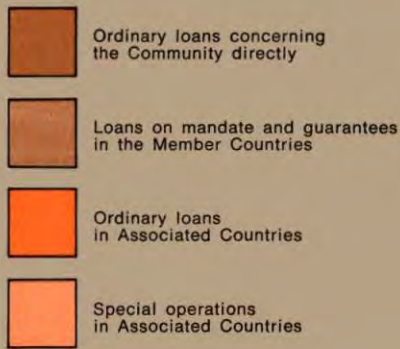 Ordinary loans concerning
the Community directly
Loans on mandate and guarantees
in the Member Countries
Ordinary loans
in Associated Countries
Special operations
in Associated Countries